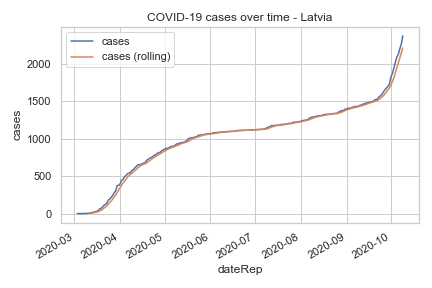 COVID-19 cases over time - Latvia
cases
cases (rolling)
cases
2000
1500
1000
500
0
2020-03
2020-04
2020-05
2020-06
2020-07
2020-08
2020-09
2020-10
dateRep